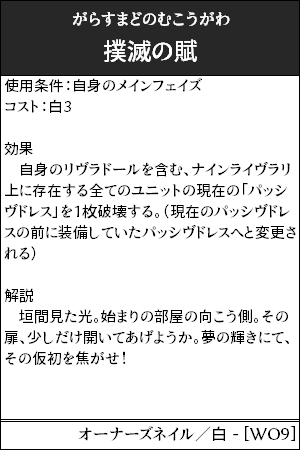 がらすまどのむこうがわ
撲滅の賦
使用条件：自身のメインフェイズ
コスト：白３
効果
　自身のリヴラドールを含む、ナインライヴラリ
上に存在する全てのユニットの現在の「パッシ
ヴドレス」を１枚破壊する。（現在のパッシヴドレ
スの前に装備していたパッシヴドレスへと変更さ
れる）
解説
　垣間見た光。始まりの部屋の向こう側。その
扉、少しだけ開いてあげようか。夢の輝きにて、
その仮初を焦がせ！
オーナーズネイル／白 - [WO9]